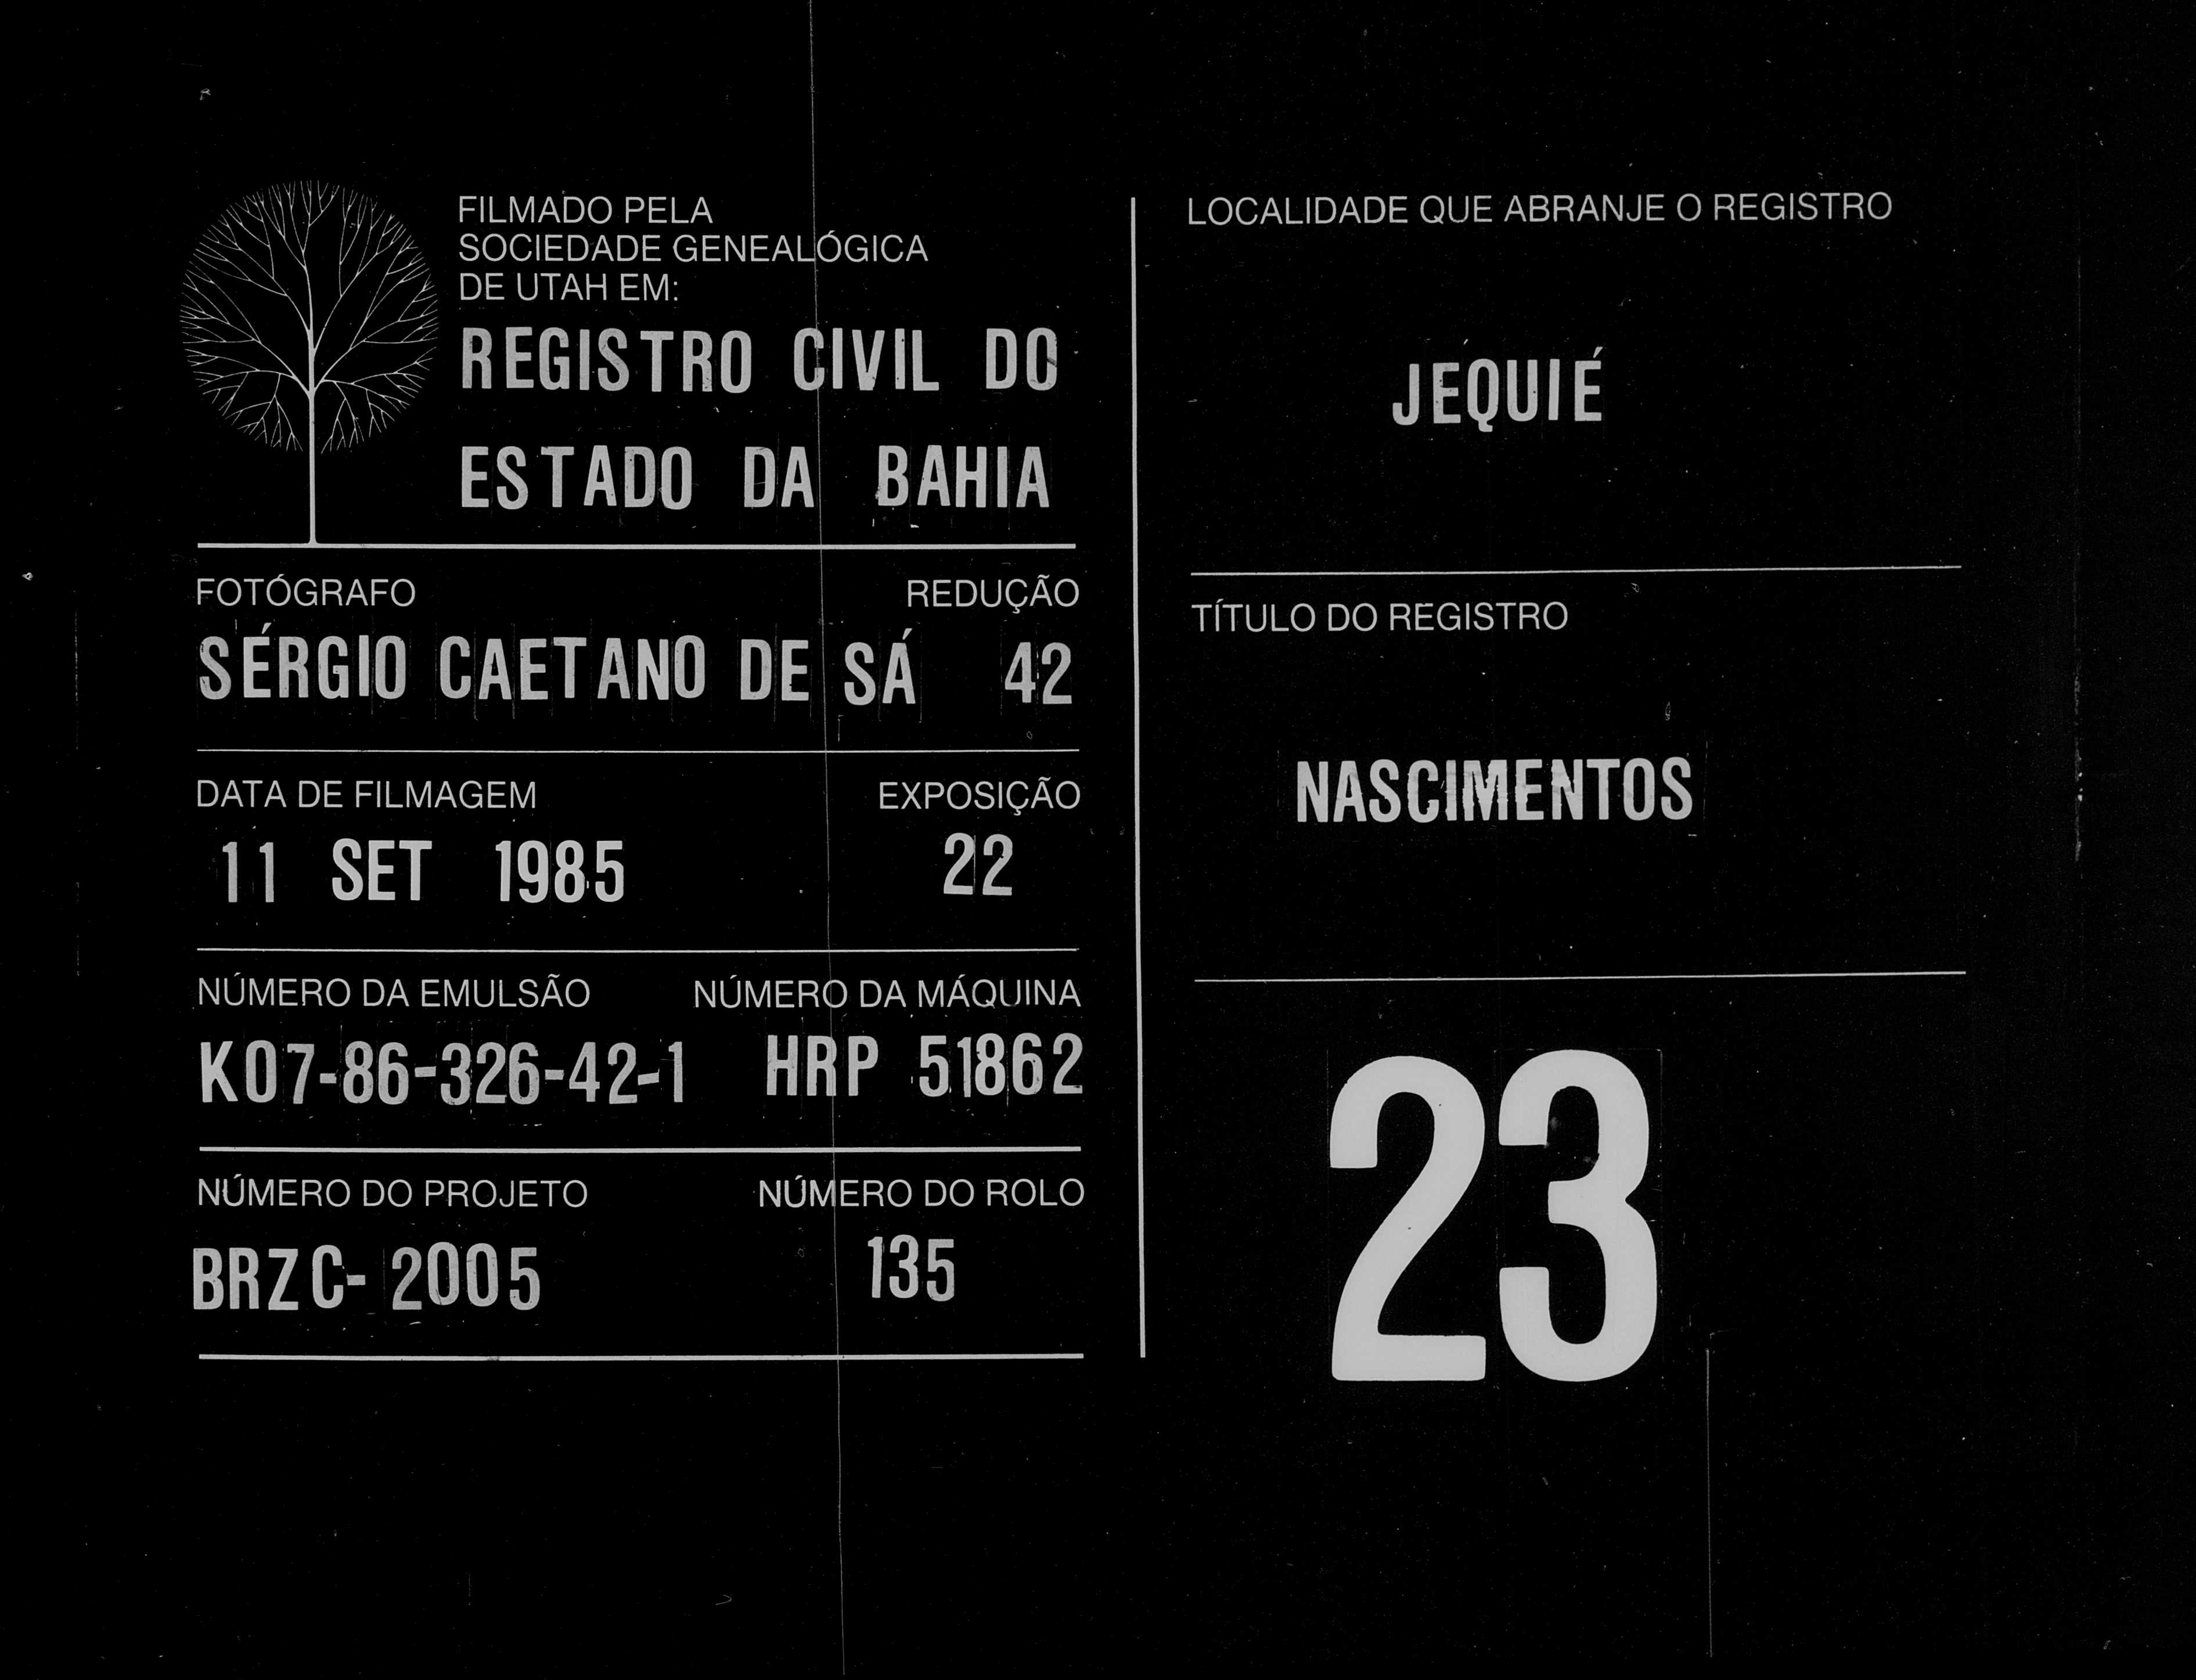 FILMADO PELA
SOCIEDADE GENEALÓGICA
DE UTAH EM:
REGISTRO CIVIL DO
ESTADO DA BAHIA
FOTÓGRAFO REDUÇÃO
SÉRGIO CAETANO DE SÁ 42
DATA DE FILMAGEM EXPOSIÇÃO
11 SET 1985 22
NÚMERO DA EMULSÃO NÚMERO DA MÁQUINA
K07-86-326-42-1 HRP 51862
NÚMERO DO PROJETO NÚMERO DO ROLO
BRZC-2005 135
LOCALIDADE QUE ABRANJE O REGISTRO
JEQUIÉ
TÍTULO DO REGISTRO
NASCIMENTOS
23